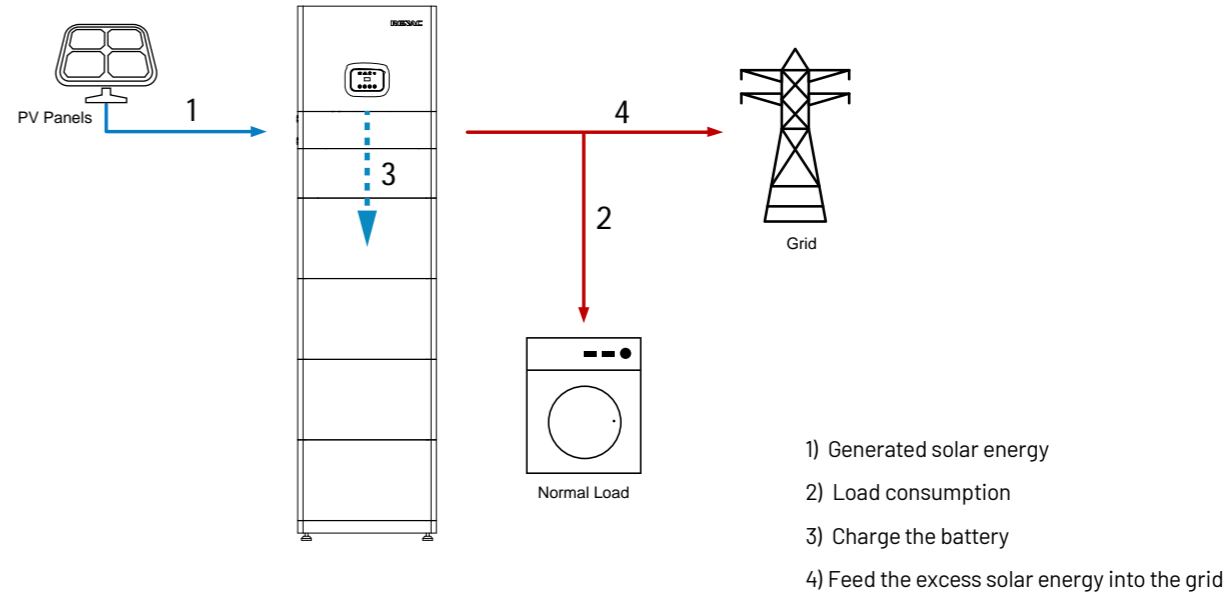 RENAC
PV Panels
1
3
4
2
Grid
Normal Load
1) Generated solar energy
2) Load consumption
3) Charge the battery
4) Feed the excess solar energy into the grid